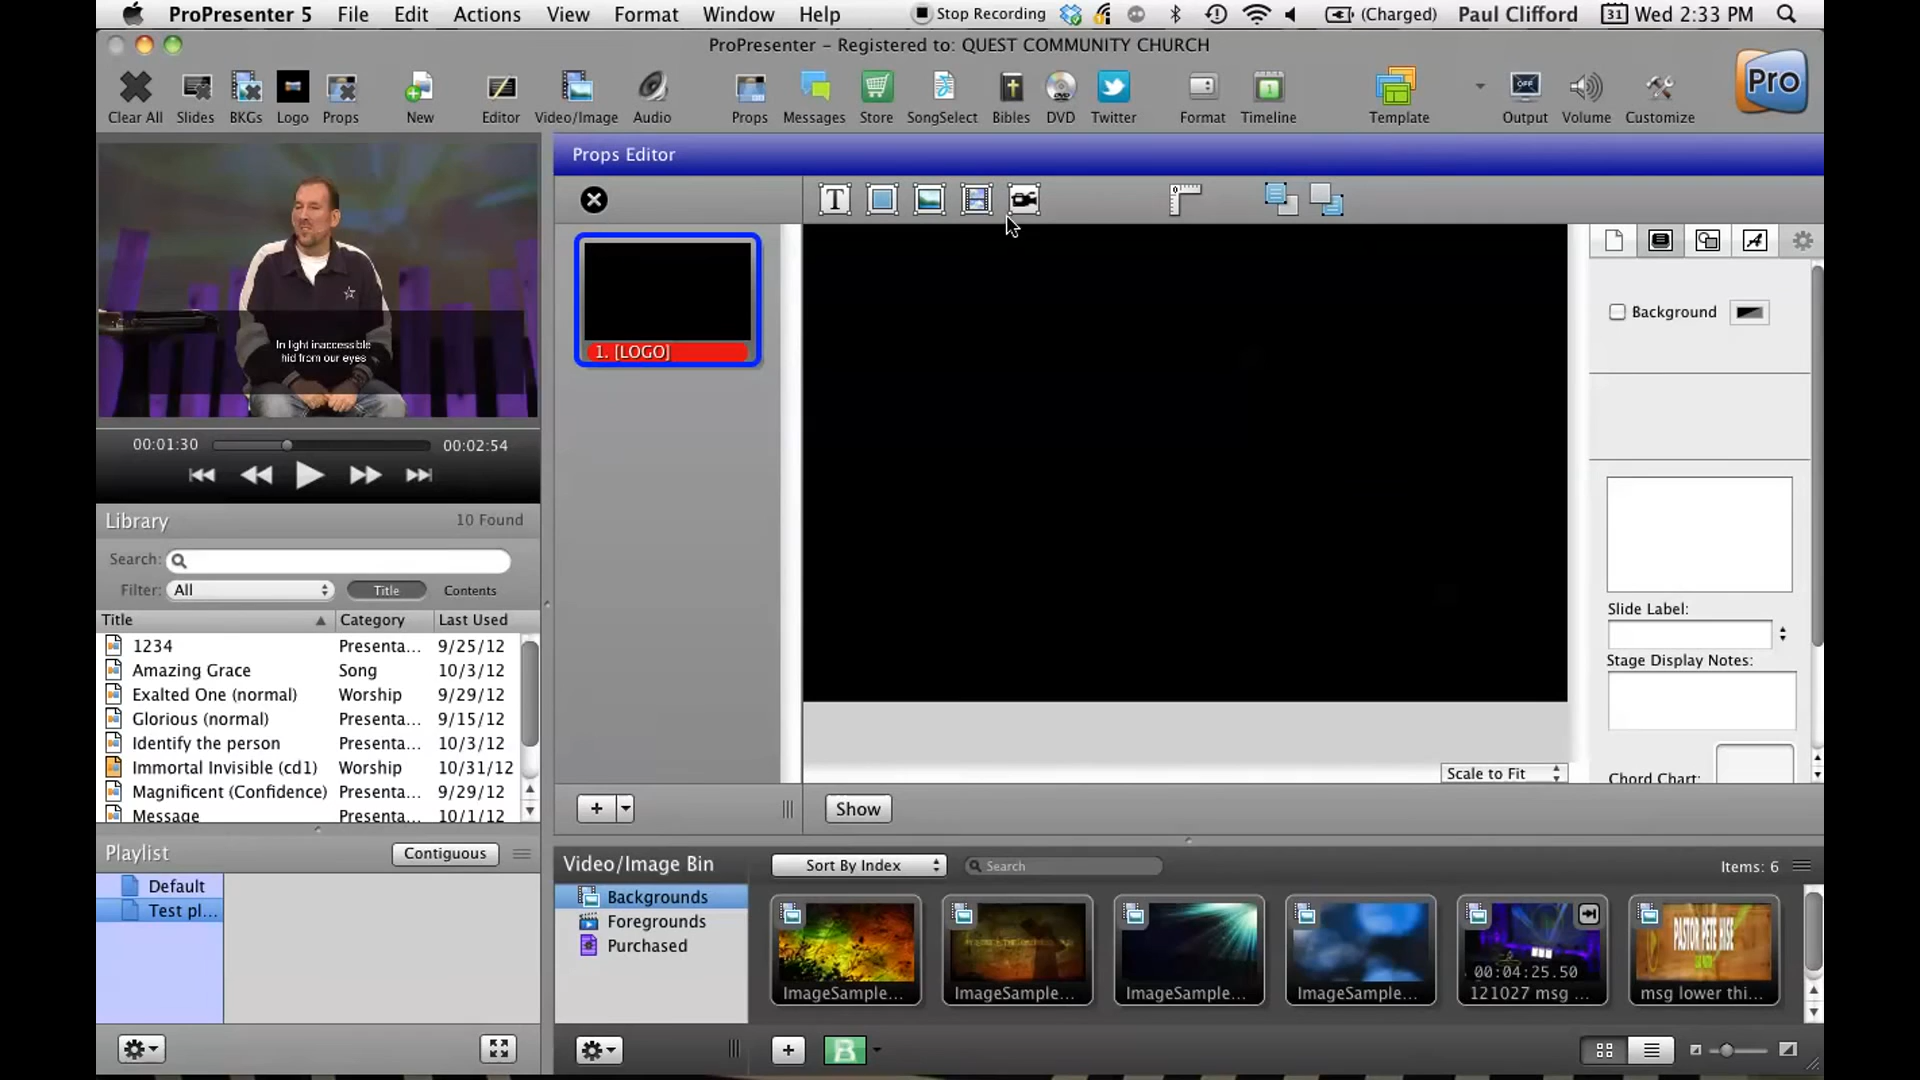 ProPresenter 5 File Edit Actions View Format Window Help Stop Recording (Charged) Paul Clifford 31 Wed 2:33 PM
ProPresenter – Registered to: QUEST COMMUNITY CHURCH
Clear All Slides BKGs Logo Props New Editor Video/Image Audio Props Messages Store SongSelect Bibles DVD Twitter Format Timeline Template Output Volume Customize
Pro
OFF
1
Props Editor
T
A
In light inaccessible
hid from our eyes
1. [LOGO]
Background
00:01:30 00:02:54
Library 10 Found
Search:
Filter: All Title Contents
Title Category Last Used
1234 Presenta... 9/25/12
Amazing Grace Song 10/3/12
Exalted One (normal) Worship 9/29/12
Glorious (normal) Presenta... 9/15/12
Identify the person Presenta... 10/3/12
Immortal Invisible (cd1) Worship 10/31/12
Magnificent (Confidence) Presenta... 9/29/12
Message Presenta... 10/1/12
Slide Label:
Stage Display Notes:
Chord Chart:
Scale to Fit
+ Show
Playlist Contiguous
Default
Test pl...
Video/Image Bin Sort By Index Search Items: 6
Backgrounds
Foregrounds
Purchased
ImageSample...
ImageSample...
ImageSample...
ImageSample...
00:04:25.50
121027 msg ...
PASTOR PETE HISE
msg lower thi...
+ B